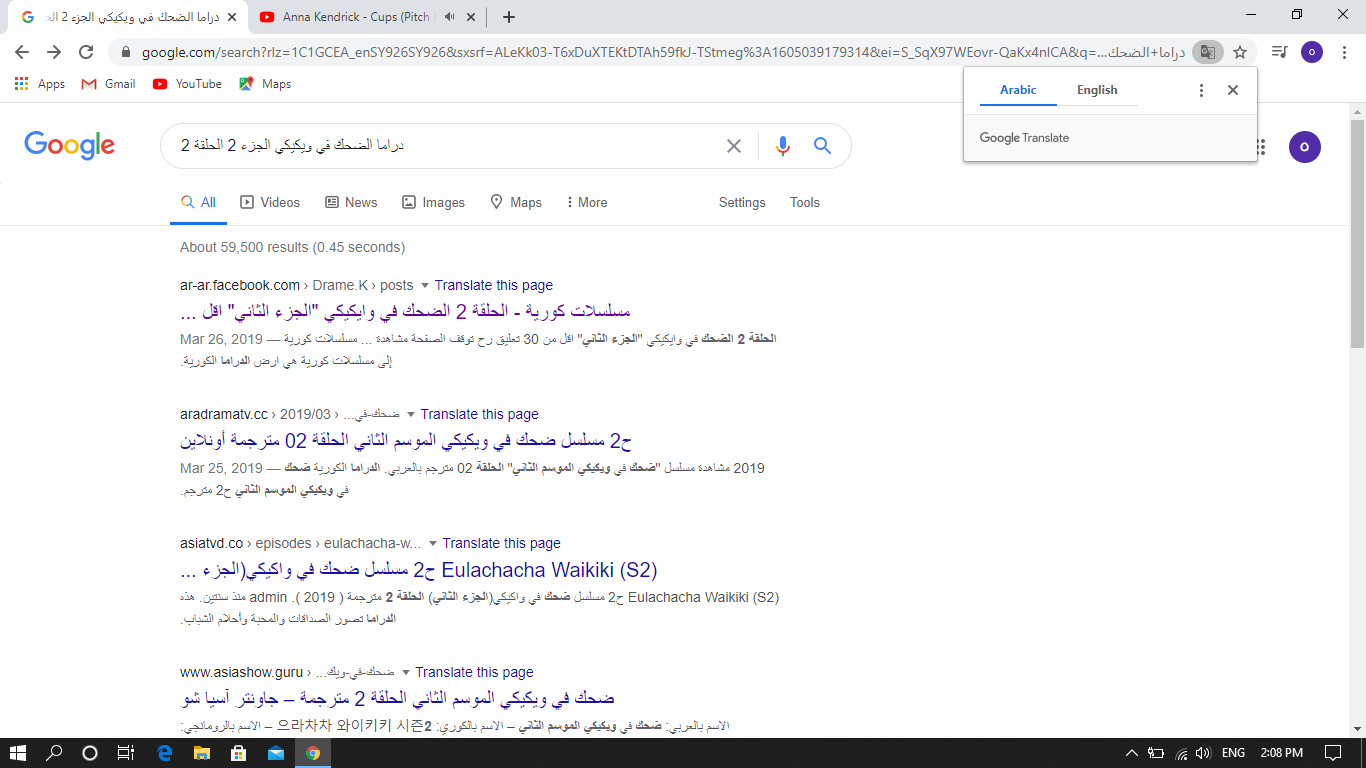 دراما الضحك في ويكيكي الجزء 2 الح
Anna Kendrick - Cups (Pitch
google.com/search?rlz=1C1GCEA_enSY926SY926&sxsrf=ALeKk03-T6xDuXTEKtDTAh59fkJ-TStmeg%3A1605039179314&ei=S_SqX97WEovr-QaKx4nICA&q=دراما+الضحك...
Apps
Gmail
YouTube
Maps
Arabic
English
Google Translate
Google
دراما الضحك في ويكيكي الجزء 2 الحلقة 2
O
All
Videos
News
Images
Maps
More
Settings
Tools
About 59,500 results (0.45 seconds)
ar-ar.facebook.com › Drame.K › posts Translate this page
مسلسلات كورية - الحلقة 2 الضحك في وايكيكي "الجزء الثاني" اقل ...
Mar 26, 2019 — الحلقة 2 الضحك في وايكيكي "الجزء الثاني" اقل من 30 تعليق رح توقف الصفحة مشاهدة ... مسلسلات كورية
إلى مسلسلات كورية هي ارض الدراما الكورية.
aradramatv.cc › 2019/03 › ضحك-في... Translate this page
ح2 مسلسل ضحك في ويكيكي الموسم الثاني الحلقة 02 مترجمة أونلاين
Mar 25, 2019 — 2019 مشاهدة مسلسل "ضحك في ويكيكي الموسم الثاني" الحلقة 02 مترجم بالعربي. الدراما الكورية ضحك
في ويكيكي الموسم الثاني ح2 مترجم.
asiatvd.co › episodes › eulachacha-w... Translate this page
Eulachacha Waikiki (S2) ح2 مسلسل ضحك في واكيكي(الجزء ...
Eulachacha Waikiki (S2) ح2 مسلسل ضحك في واكيكي(الجزء الثاني) الحلقة 2 مترجمة ( 2019 ). admin منذ سنتين. هذه
الدراما تصور الصداقات والمحبة وأحلام الشباب.
www.asiashow.guru › ضحك-في-ويك... Translate this page
ضحك في ويكيكي الموسم الثاني الحلقة 2 مترجمة – جاونتر آسيا شو
الاسم بالعربي: ضحك في ويكيكي الموسم الثاني – الاسم بالكوري: 으라차차 와이키키 시즌2 – الاسم بالرومانجي:
ENG
2:08 PM